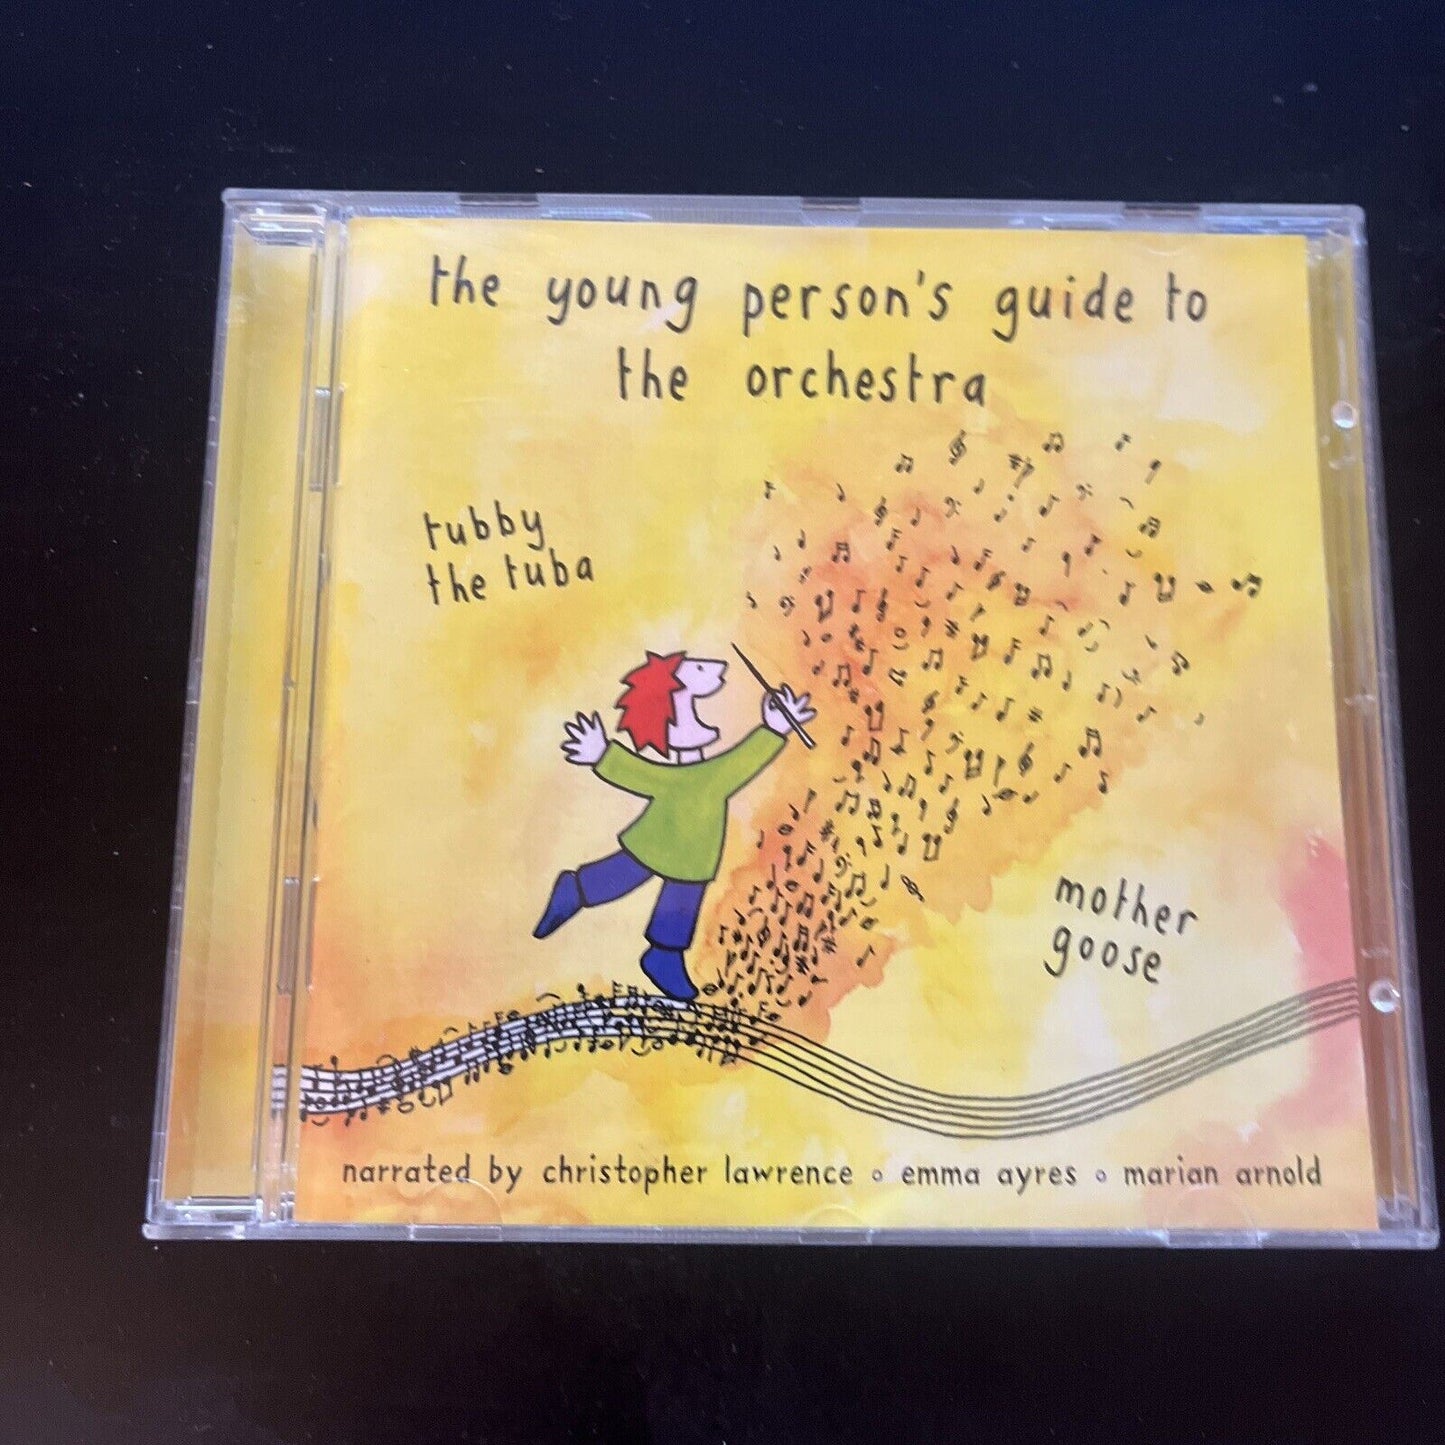 the young person's guide to
the orchestra
tubby
the tuba
mother
goose
narrated by christopher lawrence • emma ayres • marian arnold